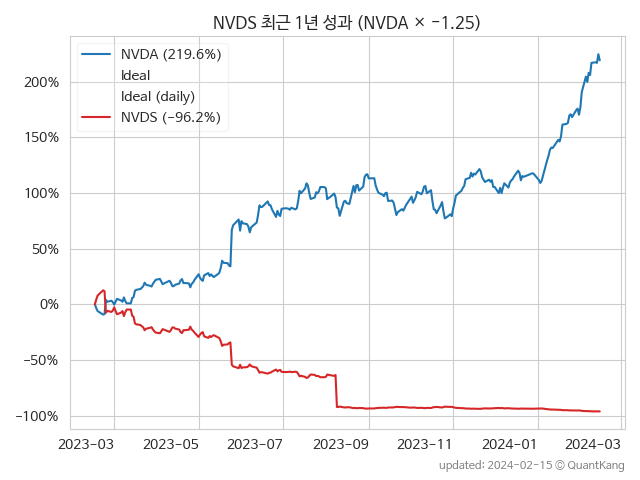 NVDS 최근 1년 성과 (NVDA × −1.25)
NVDA (219.6%)
Ideal
Ideal (daily)
NVDS (−96.2%)
200%
150%
100%
50%
0%
−50%
−100%
2023-03
2023-05
2023-07
2023-09
2023-11
2024-01
2024-03
updated: 2024-02-15 © QuantKang